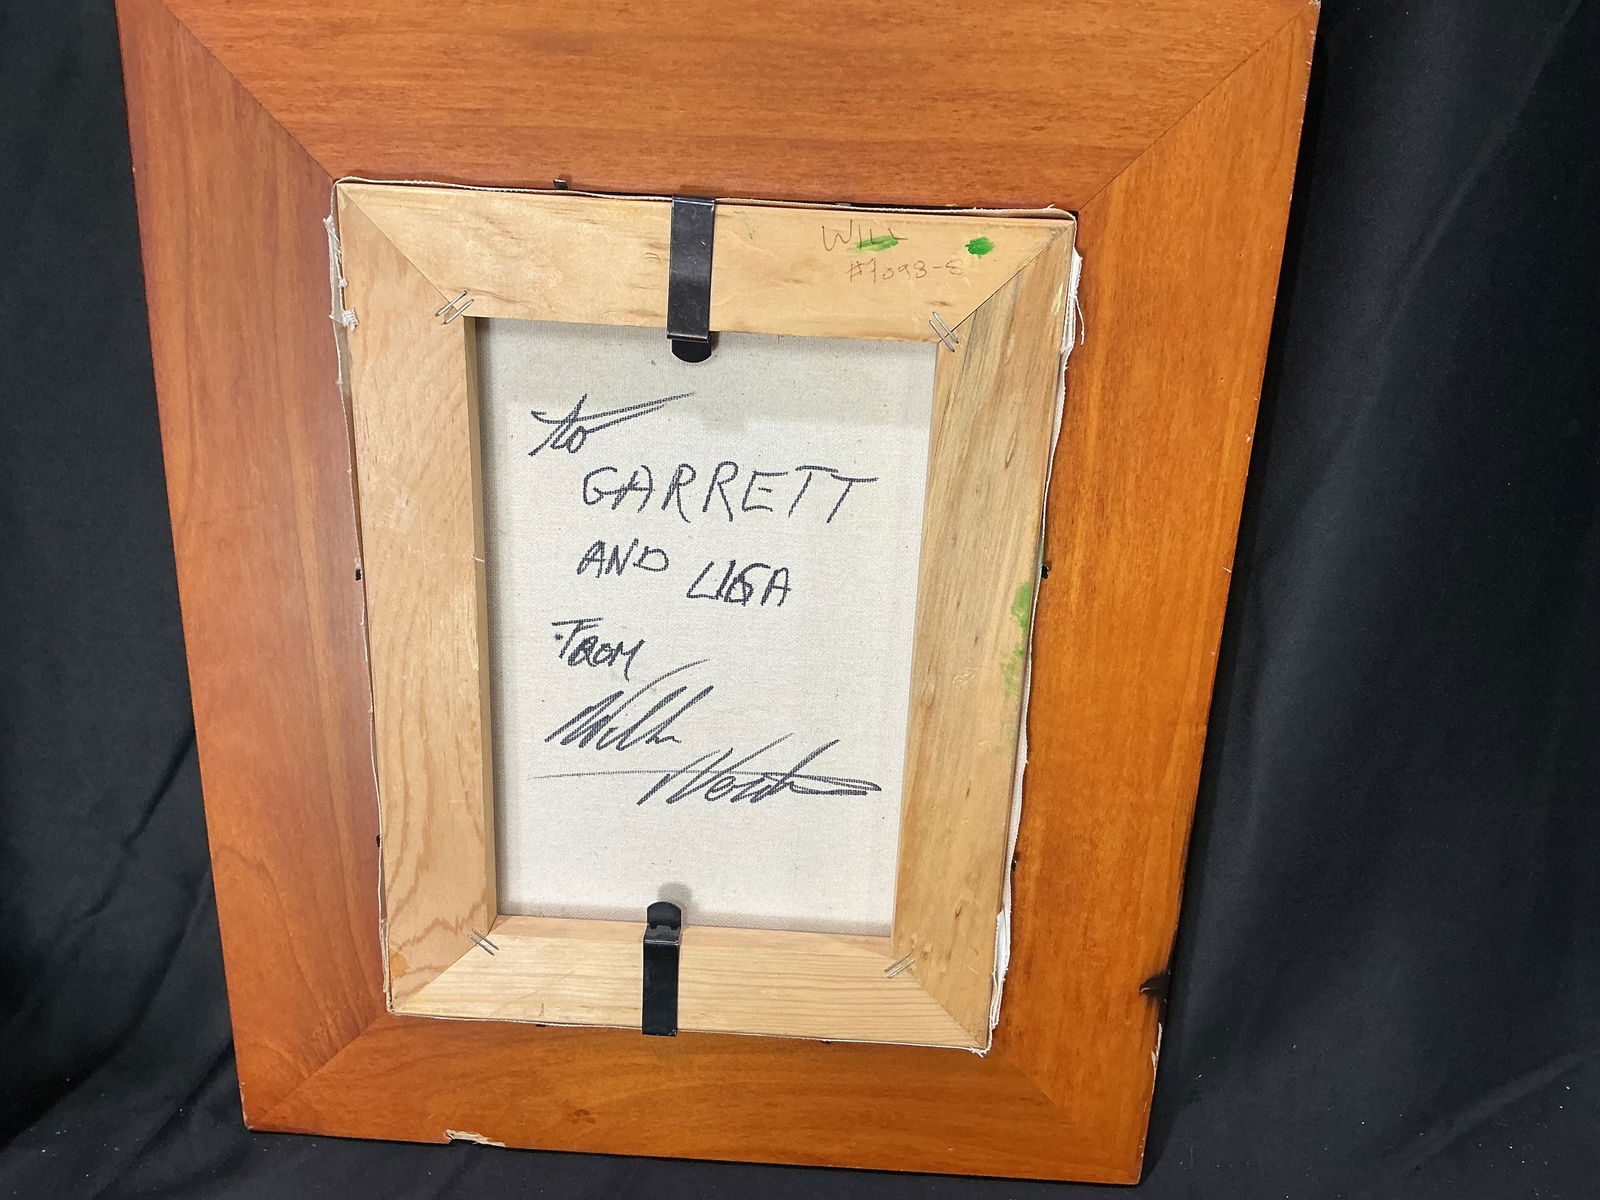 WILL
#7098-8
to
GARRETT
AND LISA
FROM